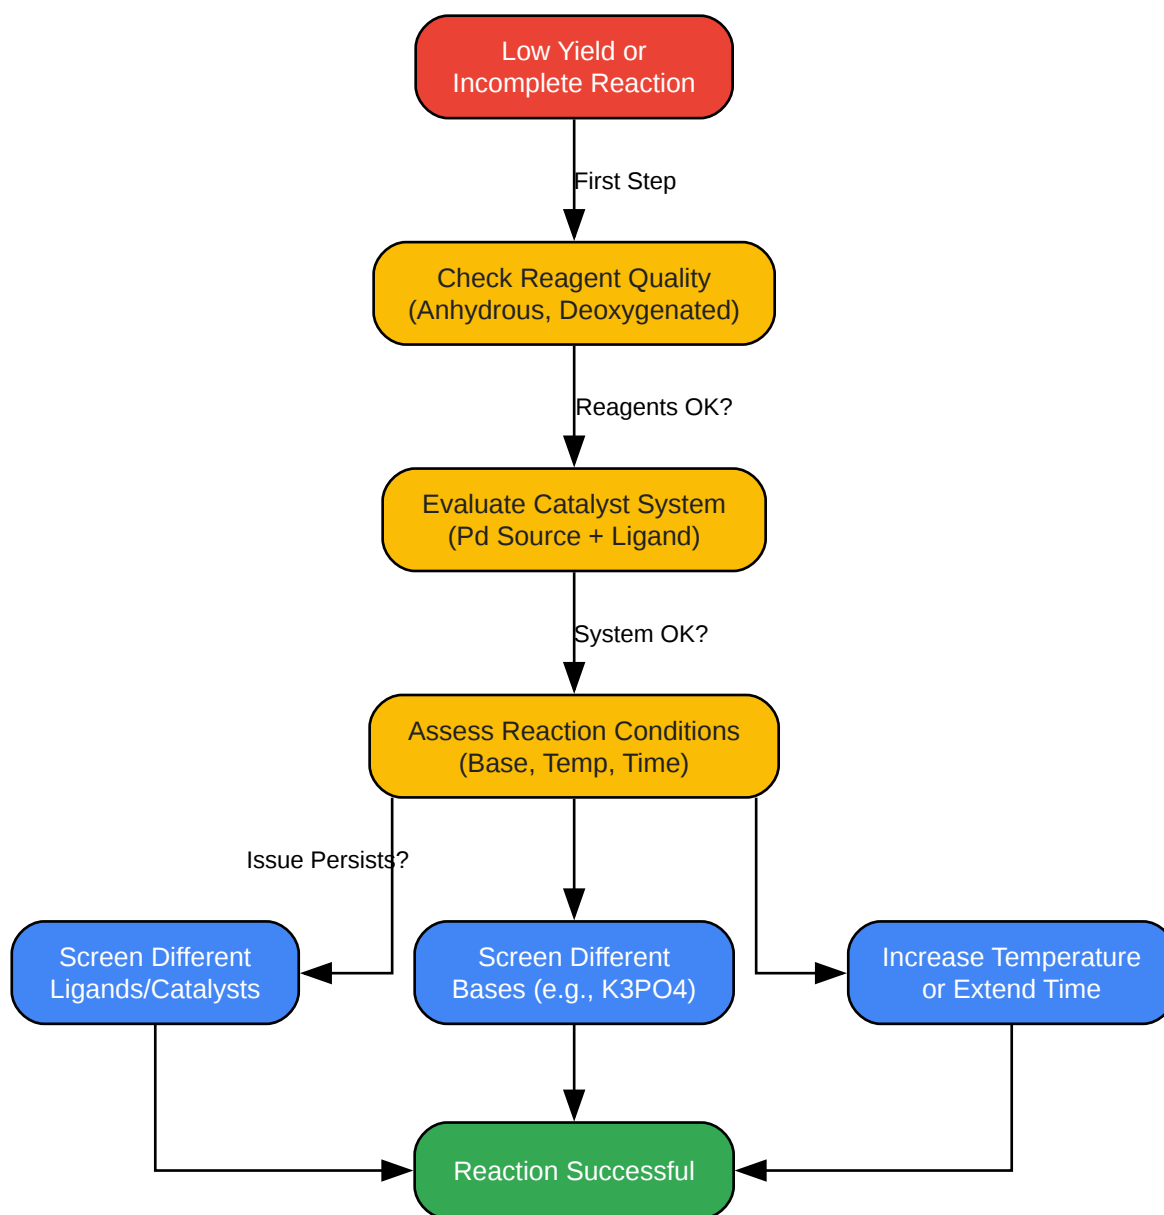 Low Yield or
Incomplete Reaction
First Step
Check Reagent Quality
(Anhydrous, Deoxygenated)
Reagents OK?
Evaluate Catalyst System
(Pd Source + Ligand)
System OK?
Assess Reaction Conditions
(Base, Temp, Time)
Issue Persists?
Screen Different
Ligands/Catalysts
Screen Different
Bases (e.g., K3PO4)
Increase Temperature
or Extend Time
Reaction Successful